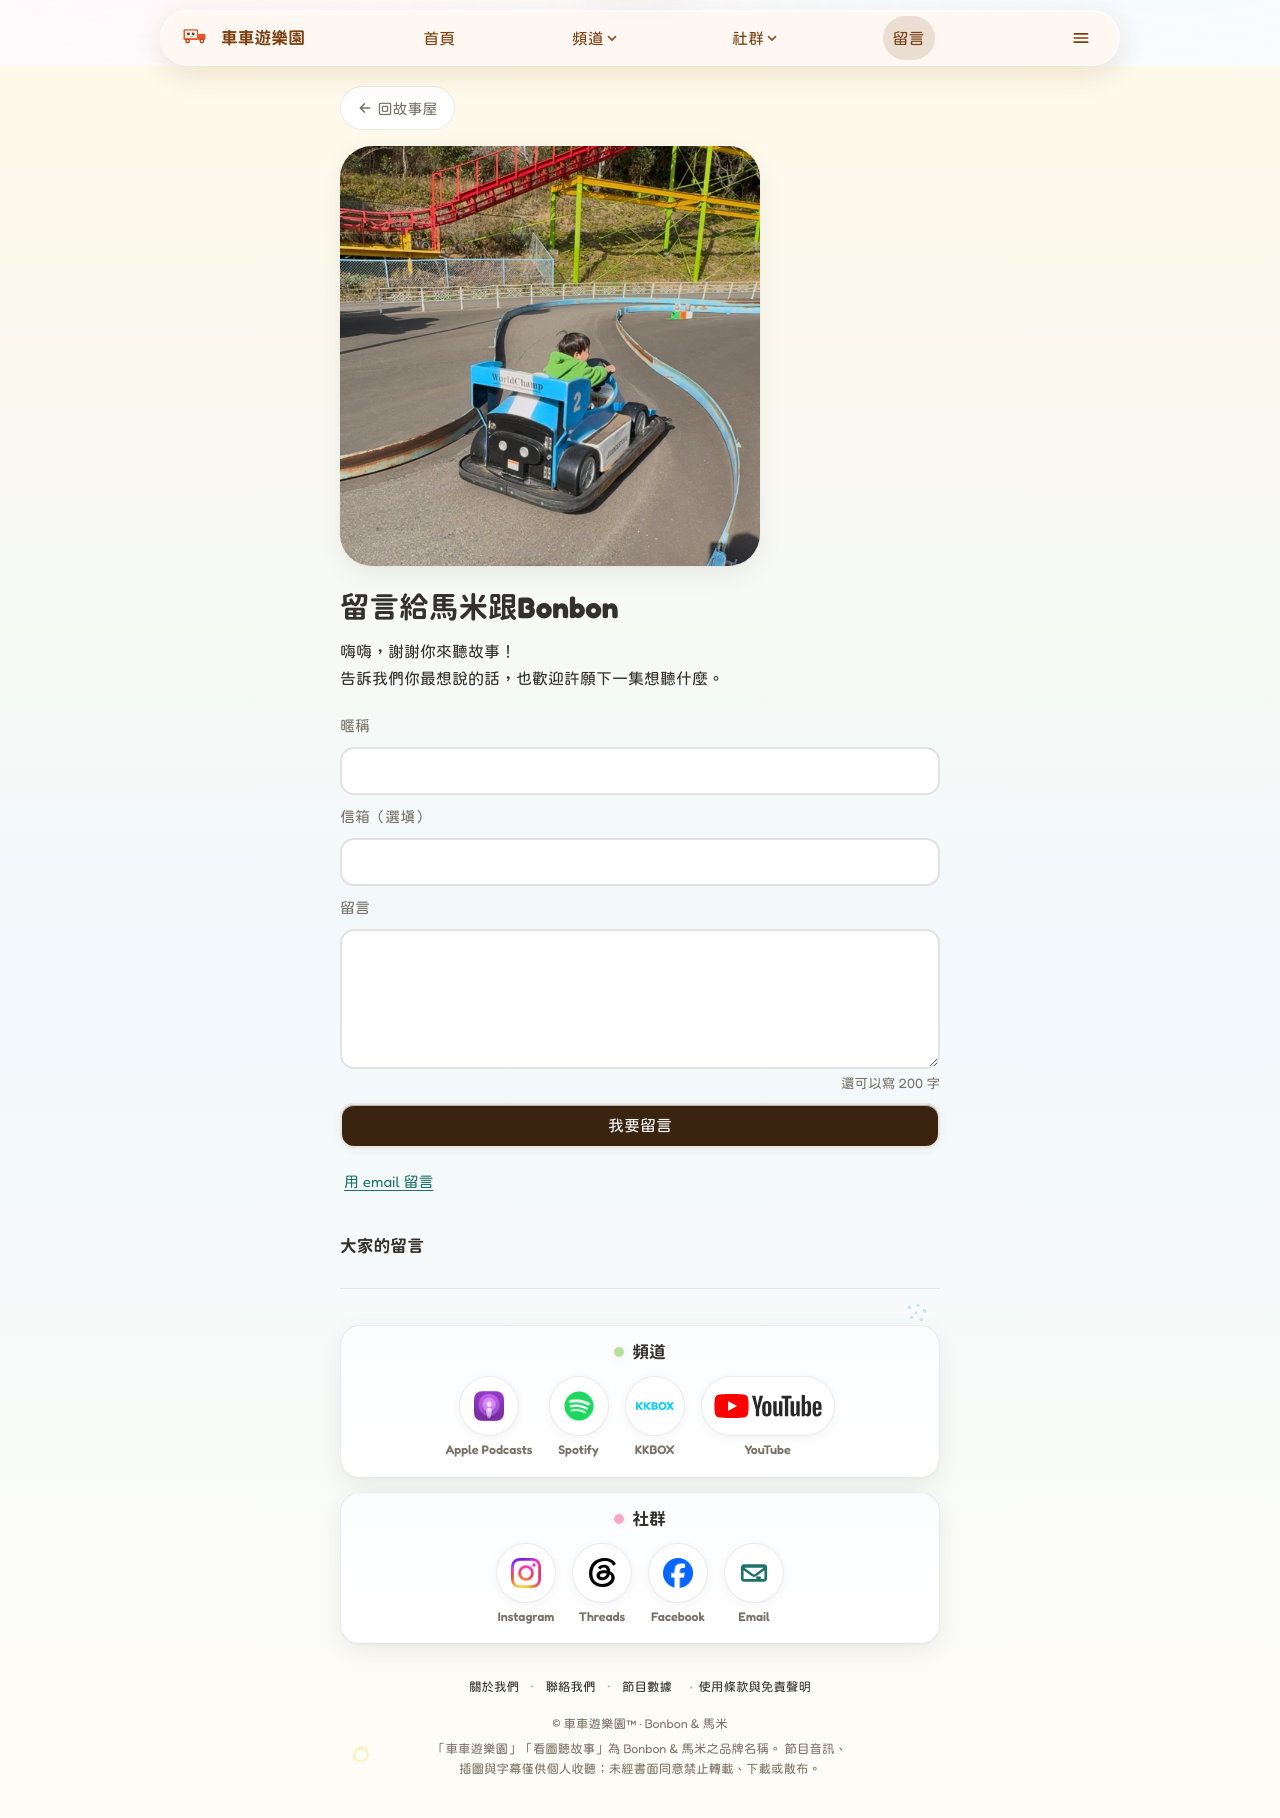 車車遊樂園
首頁
頻道
社群
留言
回故事屋
WorldChamp
2
留言給馬米跟Bonbon
嗨嗨，謝謝你來聽故事！
告訴我們你最想說的話，也歡迎許願下一集想聽什麼。
暱稱
信箱（選填）
留言
還可以寫 200 字
我要留言
用 email 留言
大家的留言
頻道
KKBOX
YouTube
Apple Podcasts
Spotify
KKBOX
YouTube
社群
Instagram
Threads
Facebook
Email
關於我們 · 聯絡我們 · 節目數據 · 使用條款與免責聲明
© 車車遊樂園™ · Bonbon & 馬米
「車車遊樂園」「看圖聽故事」為 Bonbon & 馬米之品牌名稱。 節目音訊、
插圖與字幕僅供個人收聽；未經書面同意禁止轉載、下載或散布。